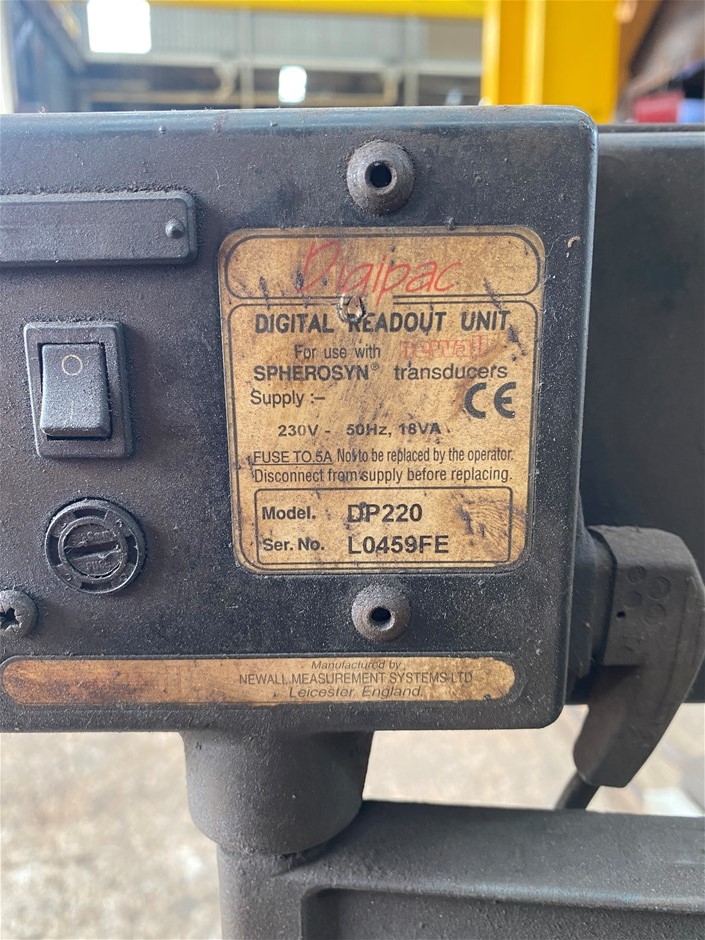 Digipac
DIGITAL READOUT UNIT
For use with newall
SPHEROSYN® transducers
Supply :–
CE
230V - 50Hz, 18VA
FUSE TO.5A Not to be replaced by the operator.
Disconnect from supply before replacing.
Model. DP220
Ser. No. L0459FE
Manufactured by
NEWALL MEASUREMENT SYSTEMS LTD
Leicester, England.